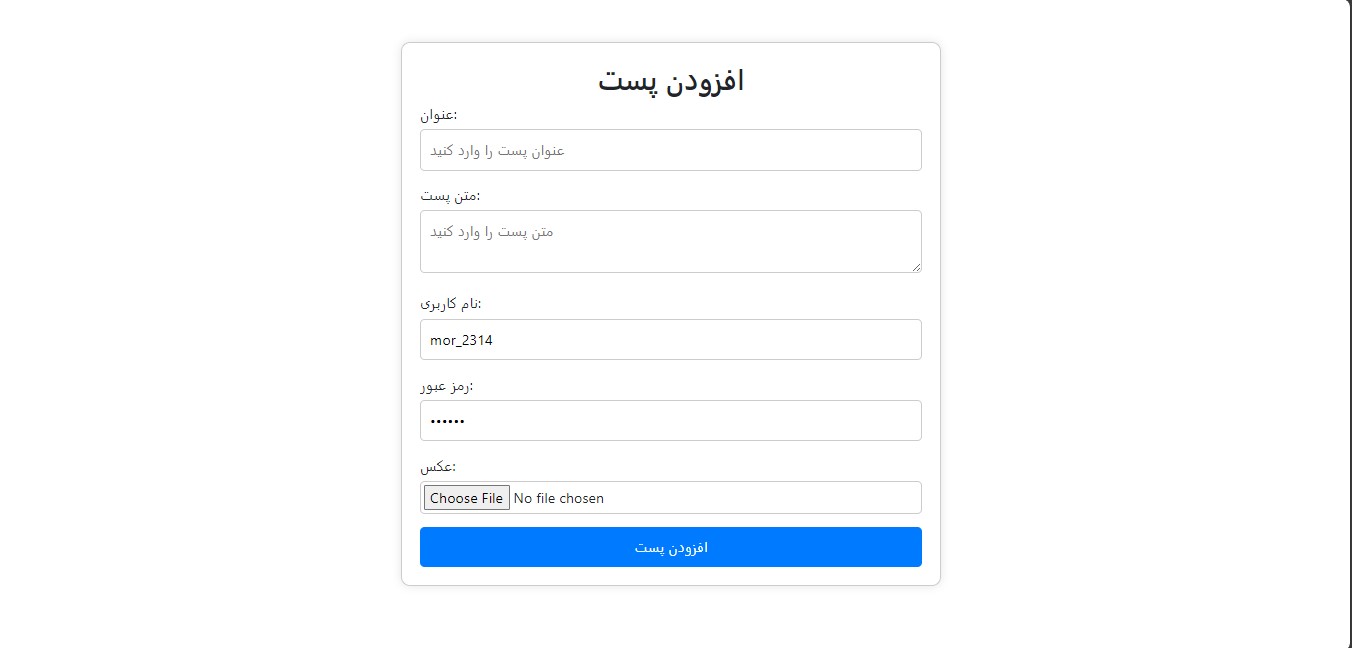 افزودن پست
عنوان:
عنوان پست را وارد کنید
متن پست:
متن پست را وارد کنید
نام کاربری:
mor_2314
رمز عبور:
••••••
عکس:
Choose File No file chosen
افزودن پست